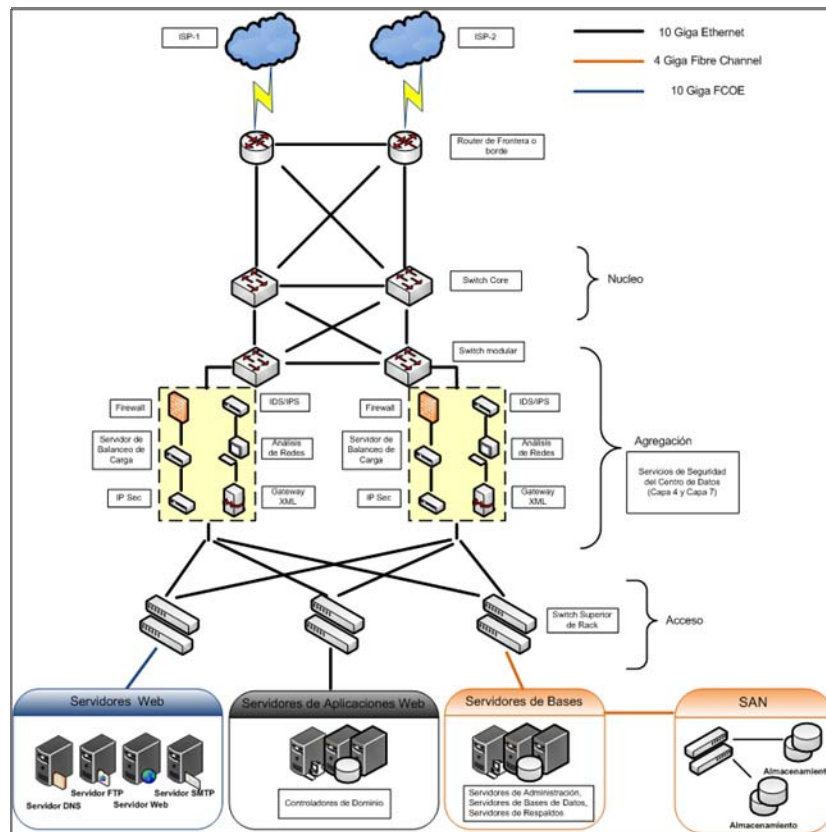 ISP-1
ISP-2
10 Giga Ethernet
4 Giga Fibre Channel
10 Giga FCOE
Router de Frontera o
borde
Switch Core
Nucleo
Switch modular
Firewall
IDS/IPS
Servidor de
Balanceo de
Carga
Análisis
de Redes
IP Sec
Gateway
XML
Firewall
IDS/IPS
Servidor de
Balanceo de
Carga
Análisis
de Redes
IP Sec
Gateway
XML
Agregación
Servicios de Seguridad
del Centro de Datos
(Capa 4 y Capa 7)
Switch Superior
de Rack
Acceso
Servidores Web
Servidor DNS
Servidor FTP
Servidor Web
Servidor SMTP
Servidores de Aplicaciones Web
Controladores de Dominio
Servidores de Bases
Servidores de Administración,
Servidores de Bases de Datos,
Servidores de Respaldos
SAN
Almacenamiento
Almacenamiento